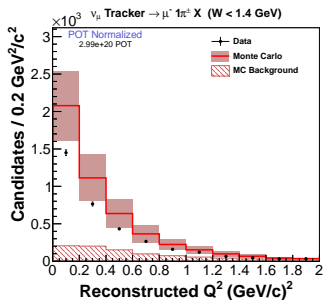 ν_μ Tracker → μ⁻ 1π^± X (W < 1.4 GeV)
×10³
POT Normalized
2.99e+20 POT
Data
Monte Carlo
MC Background
Candidates / 0.2 GeV²/c²
3
2.5
2
1.5
1
0.5
0
0 0.2 0.4 0.6 0.8 1 1.2 1.4 1.6 1.8 2
Reconstructed Q² (GeV/c)²